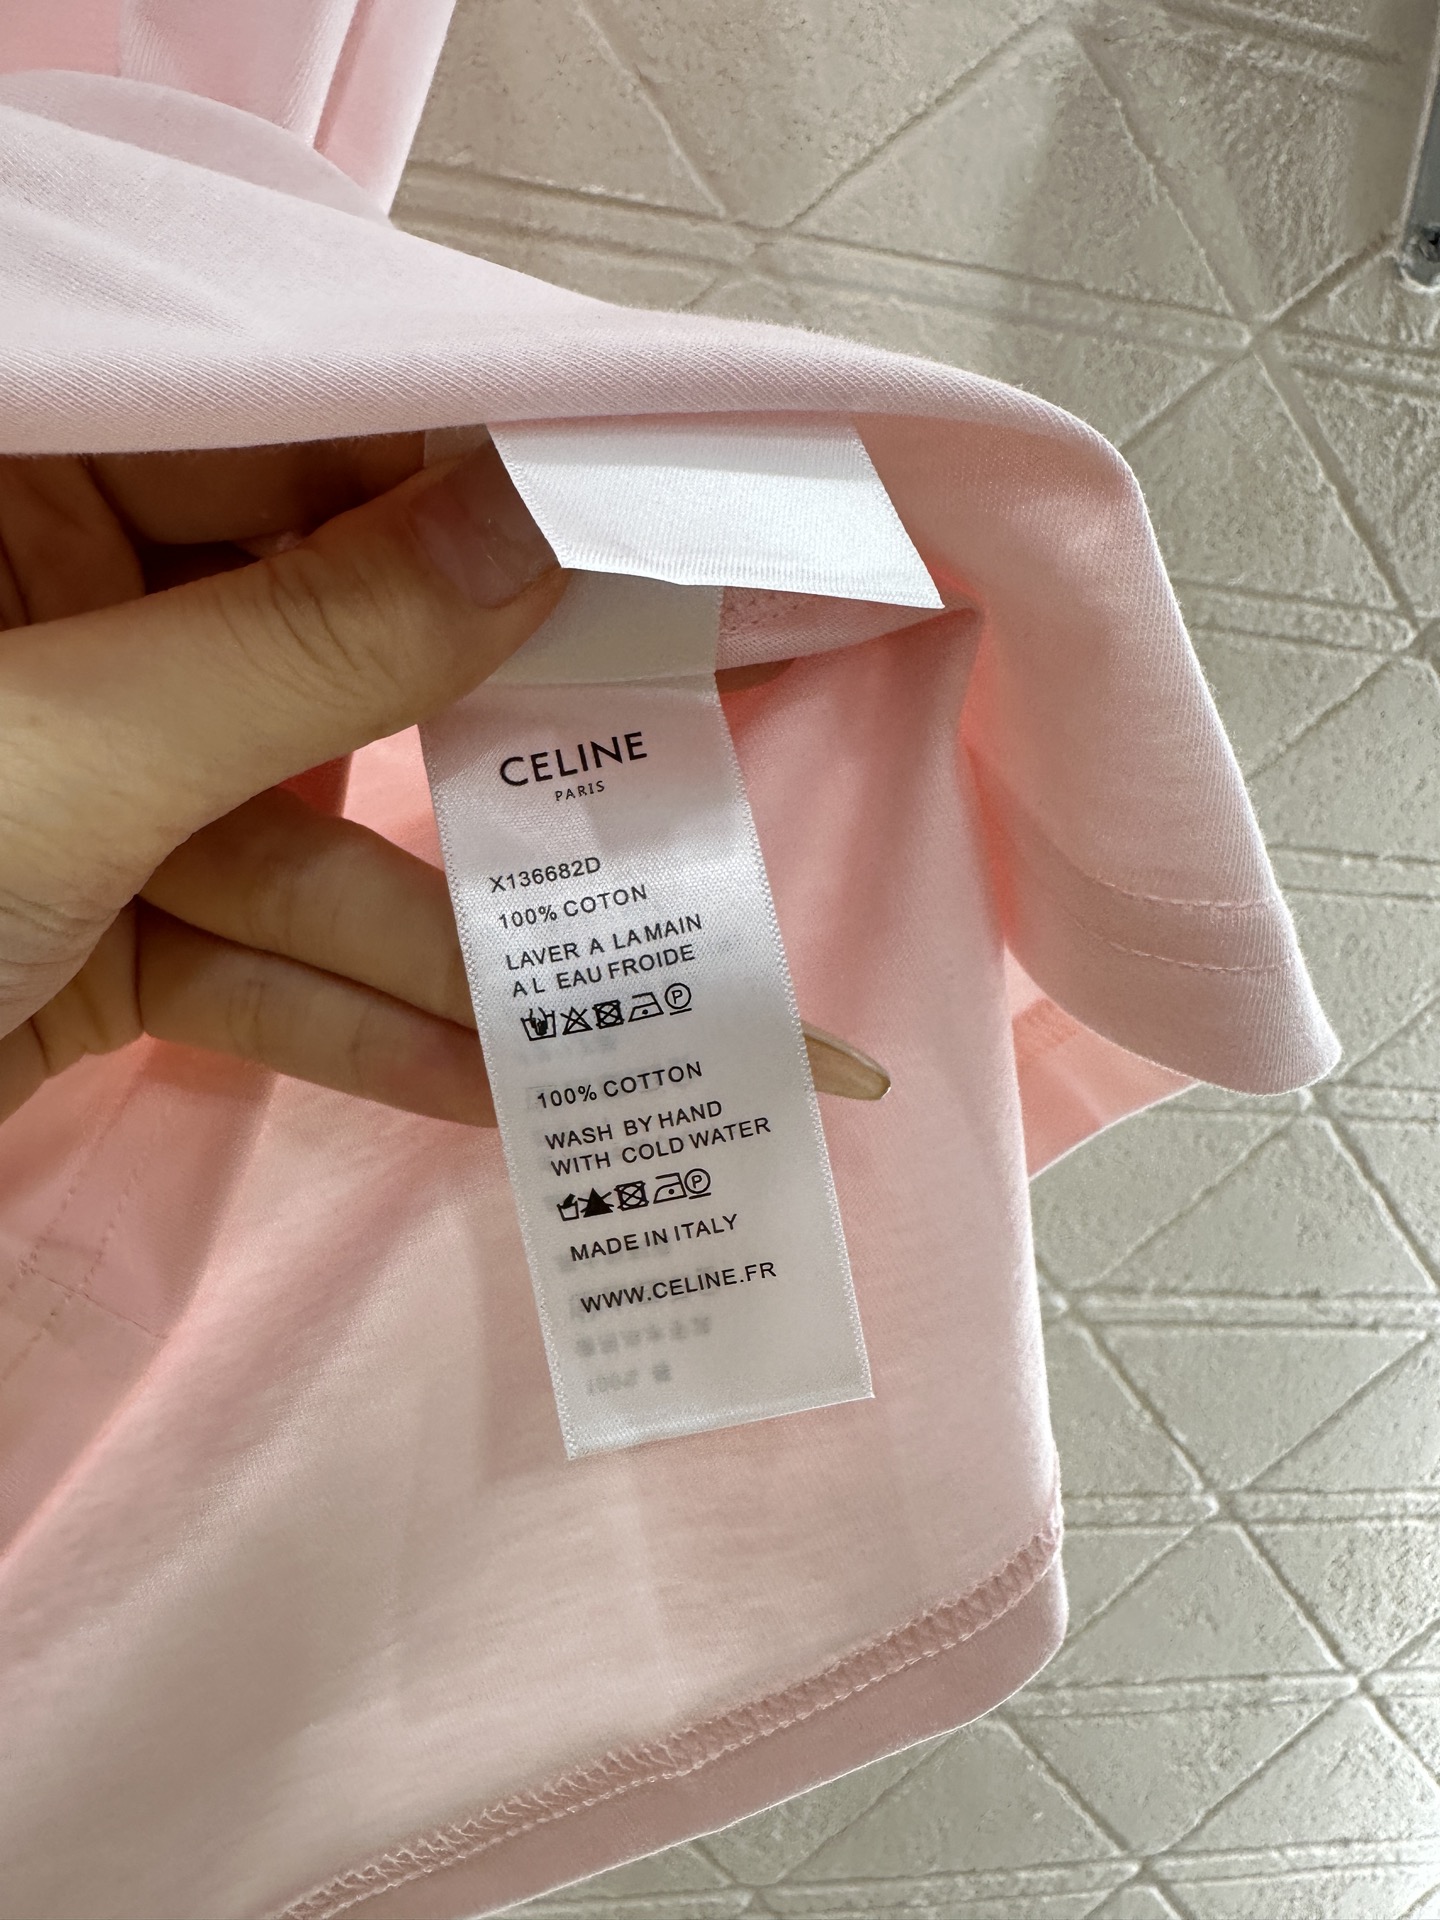 CELINE
PARIS
X136682D
100% COTON
LAVER A LA MAIN
A L EAU FROIDE
P
100% COTTON
WASH BY HAND
WITH COLD WATER
P
MADE IN ITALY
WWW.CELINE.FR